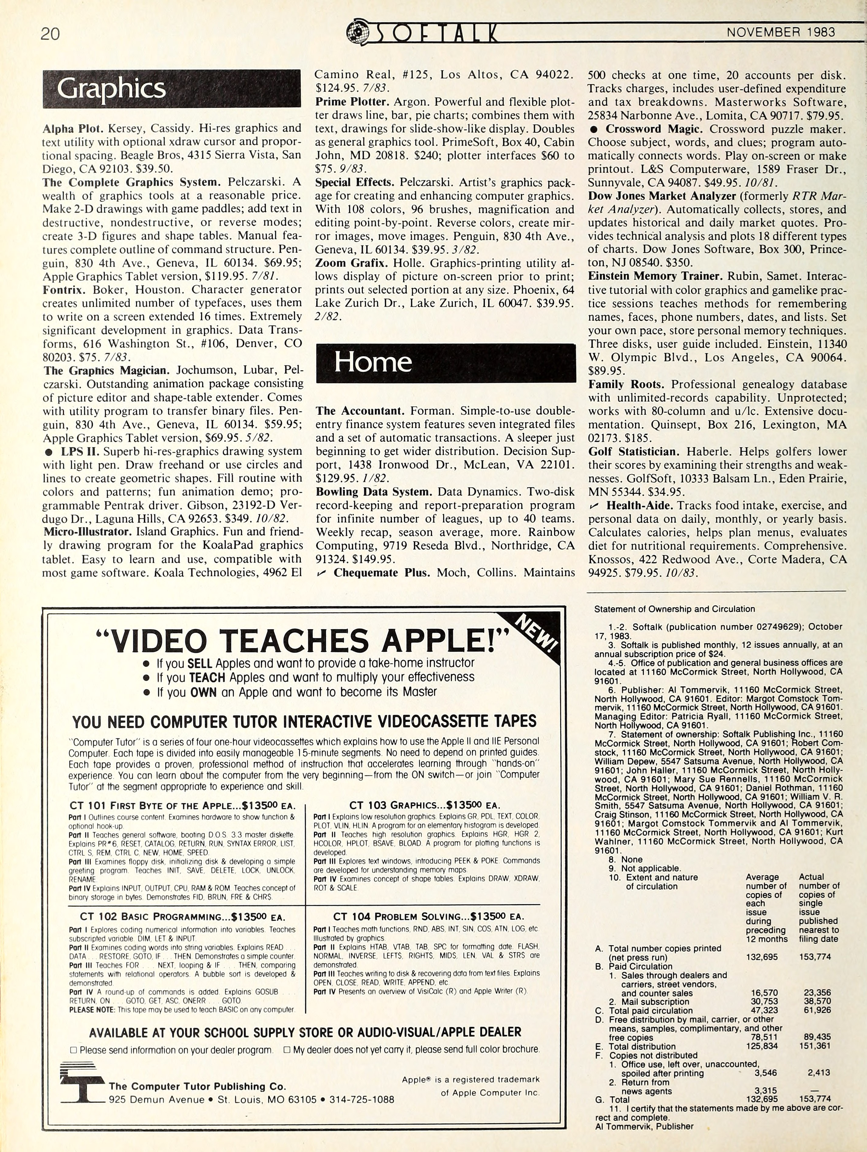 20
SOFTALK
NOVEMBER 1983
Graphics
Alpha Plot. Kersey, Cassidy. Hi-res graphics and
text utility with optional xdraw cursor and propor-
tional spacing. Beagle Bros, 4315 Sierra Vista, San
Diego, CA 92103. $39.50.
The Complete Graphics System. Pelczarski. A
wealth of graphics tools at a reasonable price.
Make 2-D drawings with game paddles; add text in
destructive, nondestructive, or reverse modes;
create 3-D figures and shape tables. Manual fea-
tures complete outline of command structure. Pen-
guin, 830 4th Ave., Geneva, IL 60134. $69.95;
Apple Graphics Tablet version, $119.95. 7/81.
Fontrix. Boker, Houston. Character generator
creates unlimited number of typefaces, uses them
to write on a screen extended 16 times. Extremely
significant development in graphics. Data Trans-
forms, 616 Washington St., #106, Denver, CO
80203. $75. 7/83.
The Graphics Magician. Jochumson, Lubar, Pel-
czarski. Outstanding animation package consisting
of picture editor and shape-table extender. Comes
with utility program to transfer binary files. Pen-
guin, 830 4th Ave., Geneva, IL 60134. $59.95;
Apple Graphics Tablet version, $69.95. 5/82.
● LPS II. Superb hi-res-graphics drawing system
with light pen. Draw freehand or use circles and
lines to create geometric shapes. Fill routine with
colors and patterns; fun animation demo; pro-
grammable Pentrak driver. Gibson, 23192-D Ver-
dugo Dr., Laguna Hills, CA 92653. $349. 10/82.
Micro-Illustrator. Island Graphics. Fun and friend-
ly drawing program for the KoalaPad graphics
tablet. Easy to learn and use, compatible with
most game software. Koala Technologies, 4962 El
Camino Real, #125, Los Altos, CA 94022.
$124.95. 7/83.
Prime Plotter. Argon. Powerful and flexible plot-
ter draws line, bar, pie charts; combines them with
text, drawings for slide-show-like display. Doubles
as general graphics tool. PrimeSoft, Box 40, Cabin
John, MD 20818. $240; plotter interfaces $60 to
$75. 9/83.
Special Effects. Pelczarski. Artist's graphics pack-
age for creating and enhancing computer graphics.
With 108 colors, 96 brushes, magnification and
editing point-by-point. Reverse colors, create mir-
ror images, move images. Penguin, 830 4th Ave.,
Geneva, IL 60134. $39.95. 3/82.
Zoom Grafix. Holle. Graphics-printing utility al-
lows display of picture on-screen prior to print;
prints out selected portion at any size. Phoenix, 64
Lake Zurich Dr., Lake Zurich, IL 60047. $39.95.
2/82.
Home
The Accountant. Forman. Simple-to-use double-
entry finance system features seven integrated files
and a set of automatic transactions. A sleeper just
beginning to get wider distribution. Decision Sup-
port, 1438 Ironwood Dr., McLean, VA 22101.
$129.95. 1/82.
Bowling Data System. Data Dynamics. Two-disk
record-keeping and report-preparation program
for infinite number of leagues, up to 40 teams.
Weekly recap, season average, more. Rainbow
Computing, 9719 Reseda Blvd., Northridge, CA
91324. $149.95.
✓ Chequemate Plus. Moch, Collins. Maintains
500 checks at one time, 20 accounts per disk.
Tracks charges, includes user-defined expenditure
and tax breakdowns. Masterworks Software,
25834 Narbonne Ave., Lomita, CA 90717. $79.95.
● Crossword Magic. Crossword puzzle maker.
Choose subject, words, and clues; program auto-
matically connects words. Play on-screen or make
printout. L&S Computerware, 1589 Fraser Dr.,
Sunnyvale, CA 94087. $49.95. 10/81.
Dow Jones Market Analyzer (formerly RTR Mar-
ket Analyzer). Automatically collects, stores, and
updates historical and daily market quotes. Pro-
vides technical analysis and plots 18 different types
of charts. Dow Jones Software, Box 300, Prince-
ton, NJ 08540. $350.
Einstein Memory Trainer. Rubin, Samet. Interac-
tive tutorial with color graphics and gamelike prac-
tice sessions teaches methods for remembering
names, faces, phone numbers, dates, and lists. Set
your own pace, store personal memory techniques.
Three disks, user guide included. Einstein, 11340
W. Olympic Blvd., Los Angeles, CA 90064.
$89.95.
Family Roots. Professional genealogy database
with unlimited-records capability. Unprotected;
works with 80-column and u/lc. Extensive docu-
mentation. Quinsept, Box 216, Lexington, MA
02173. $185.
Golf Statistician. Haberle. Helps golfers lower
their scores by examining their strengths and weak-
nesses. GolfSoft, 10333 Balsam Ln., Eden Prairie,
MN 55344. $34.95.
✓ Health-Aide. Tracks food intake, exercise, and
personal data on daily, monthly, or yearly basis.
Calculates calories, helps plan menus, evaluates
diet for nutritional requirements. Comprehensive.
Knossos, 422 Redwood Ave., Corte Madera, CA
94925. $79.95. 10/83.
"VIDEO TEACHES APPLE!"
NEW!
● If you SELL Apples and want to provide a take-home instructor
● If you TEACH Apples and want to multiply your effectiveness
● If you OWN an Apple and want to become its Master
YOU NEED COMPUTER TUTOR INTERACTIVE VIDEOCASSETTE TAPES
"Computer Tutor" is a series of four one-hour videocassettes which explains how to use the Apple II and IIE Personal
Computer. Each tape is divided into easily manageable 15-minute segments. No need to depend on printed guides.
Each tape provides a proven, professional method of instruction that accelerates learning through "hands-on"
experience. You can learn about the computer from the very beginning—from the ON switch—or join "Computer
Tutor" at the segment appropriate to experience and skill.
CT 101 FIRST BYTE OF THE APPLE...$135⁰⁰ EA.
Part I Outlines course content. Examines hardware to show function &
optional hook-up.
Part II Teaches general software, booting D.O.S. 3.3 master diskette.
Explains PR#6, RESET, CATALOG, RETURN, RUN, SYNTAX ERROR, LIST,
CTRL S, REM, CTRL C, NEW, HOME, SPEED.
Part III Examines floppy disk, initializing disk & developing a simple
greeting program. Teaches INIT, SAVE, DELETE, LOCK, UNLOCK,
RENAME.
Part IV Explains INPUT, OUTPUT, CPU, RAM & ROM. Teaches concept of
binary storage in bytes. Demonstrates FID, BRUN, FRE & CHRS.
CT 103 GRAPHICS...$135⁰⁰ EA.
Part I Explains low resolution graphics. Explains GR, PDL, TEXT, COLOR,
PLOT, VLIN, HLIN. A program for an elementary histogram is developed.
Part II Teaches high resolution graphics. Explains HGR, HGR 2,
HCOLOR, HPLOT, BSAVE, BLOAD. A program for plotting functions is
developed.
Part III Explores text windows, introducing PEEK & POKE. Commands
are developed for understanding memory maps.
Part IV Examines concept of shape tables. Explains DRAW, XDRAW,
ROT & SCALE.
CT 102 BASIC PROGRAMMING...$135⁰⁰ EA.
Part I Explores coding numerical information into variables. Teaches
subscripted variable. DIM, LET & INPUT.
Part II Examines coding words into string variables. Explains READ . . .
DATA . . . RESTORE, GOTO, IF . . . THEN. Demonstrates a simple counter.
Part III Teaches FOR . . . NEXT, looping & IF . . . THEN, comparing
statements with relational operators. A bubble sort is developed &
demonstrated.
Part IV A round-up of commands is added. Explains GOSUB . . .
RETURN, ON . . . GOTO, GET, ASC, ONERR . . . GOTO.
PLEASE NOTE: This tape may be used to teach BASIC on any computer.
CT 104 PROBLEM SOLVING...$135⁰⁰ EA.
Part I Teaches math functions, RND, ABS, INT, SIN, COS, ATN, LOG, etc.
Illustrated by graphics.
Part II Explains HTAB, VTAB, TAB, SPC for formatting date. FLASH,
NORMAL, INVERSE, LEFTS, RIGHTS, MIDS, LEN, VAL & STRS are
demonstrated.
Part III Teaches writing to disk & recovering data from text files. Explains
OPEN, CLOSE, READ, WRITE, APPEND, etc.
Part IV Presents an overview of VisiCalc (R) and Apple Writer (R).
AVAILABLE AT YOUR SCHOOL SUPPLY STORE OR AUDIO-VISUAL/APPLE DEALER
□ Please send information on your dealer program. □ My dealer does not yet carry it, please send full color brochure.
The Computer Tutor Publishing Co.
925 Demun Avenue ● St. Louis, MO 63105 ● 314-725-1088
Apple® is a registered trademark
of Apple Computer Inc.
Statement of Ownership and Circulation
1.-2. Softalk (publication number 02749629); October
17, 1983.
3. Softalk is published monthly, 12 issues annually, at an
annual subscription price of $24.
4.-5. Office of publication and general business offices are
located at 11160 McCormick Street, North Hollywood, CA
91601.
6. Publisher: Al Tommervik, 11160 McCormick Street,
North Hollywood, CA 91601. Editor: Margot Comstock Tom-
mervik, 11160 McCormick Street, North Hollywood, CA 91601.
Managing Editor: Patricia Ryall, 11160 McCormick Street,
North Hollywood, CA 91601.
7. Statement of ownership: Softalk Publishing Inc., 11160
McCormick Street, North Hollywood, CA 91601; Robert Com-
stock, 11160 McCormick Street, North Hollywood, CA 91601;
William Depew, 5547 Satsuma Avenue, North Hollywood, CA
91601; John Haller, 11160 McCormick Street, North Holly-
wood, CA 91601; Mary Sue Rennells, 11160 McCormick
Street, North Hollywood, CA 91601; Daniel Rothman, 11160
McCormick Street, North Hollywood, CA 91601; William V. R.
Smith, 5547 Satsuma Avenue, North Hollywood, CA 91601;
Craig Stinson, 11160 McCormick Street, North Hollywood, CA
91601; Margot Comstock Tommervik and Al Tommervik,
11160 McCormick Street, North Hollywood, CA 91601; Kurt
Wahlner, 11160 McCormick Street, North Hollywood, CA
91601.
8. None
9. Not applicable.
10. Extent and nature
of circulation
Average
number of
copies of
each
issue
during
preceding
12 months
Actual
number of
copies of
single
issue
published
nearest to
filing date
A. Total number copies printed
(net press run) 132,695 153,774
B. Paid Circulation
1. Sales through dealers and
carriers, street vendors,
and counter sales 16,570 23,356
2. Mail subscription 30,753 38,570
C. Total paid circulation 47,323 61,926
D. Free distribution by mail, carrier, or other
means, samples, complimentary, and other
free copies 78,511 89,435
E. Total distribution 125,834 151,361
F. Copies not distributed
1. Office use, left over, unaccounted,
spoiled after printing 3,546 2,413
2. Return from
news agents 3,315 —
G. Total 132,695 153,774
11. I certify that the statements made by me above are cor-
rect and complete.
Al Tommervik, Publisher